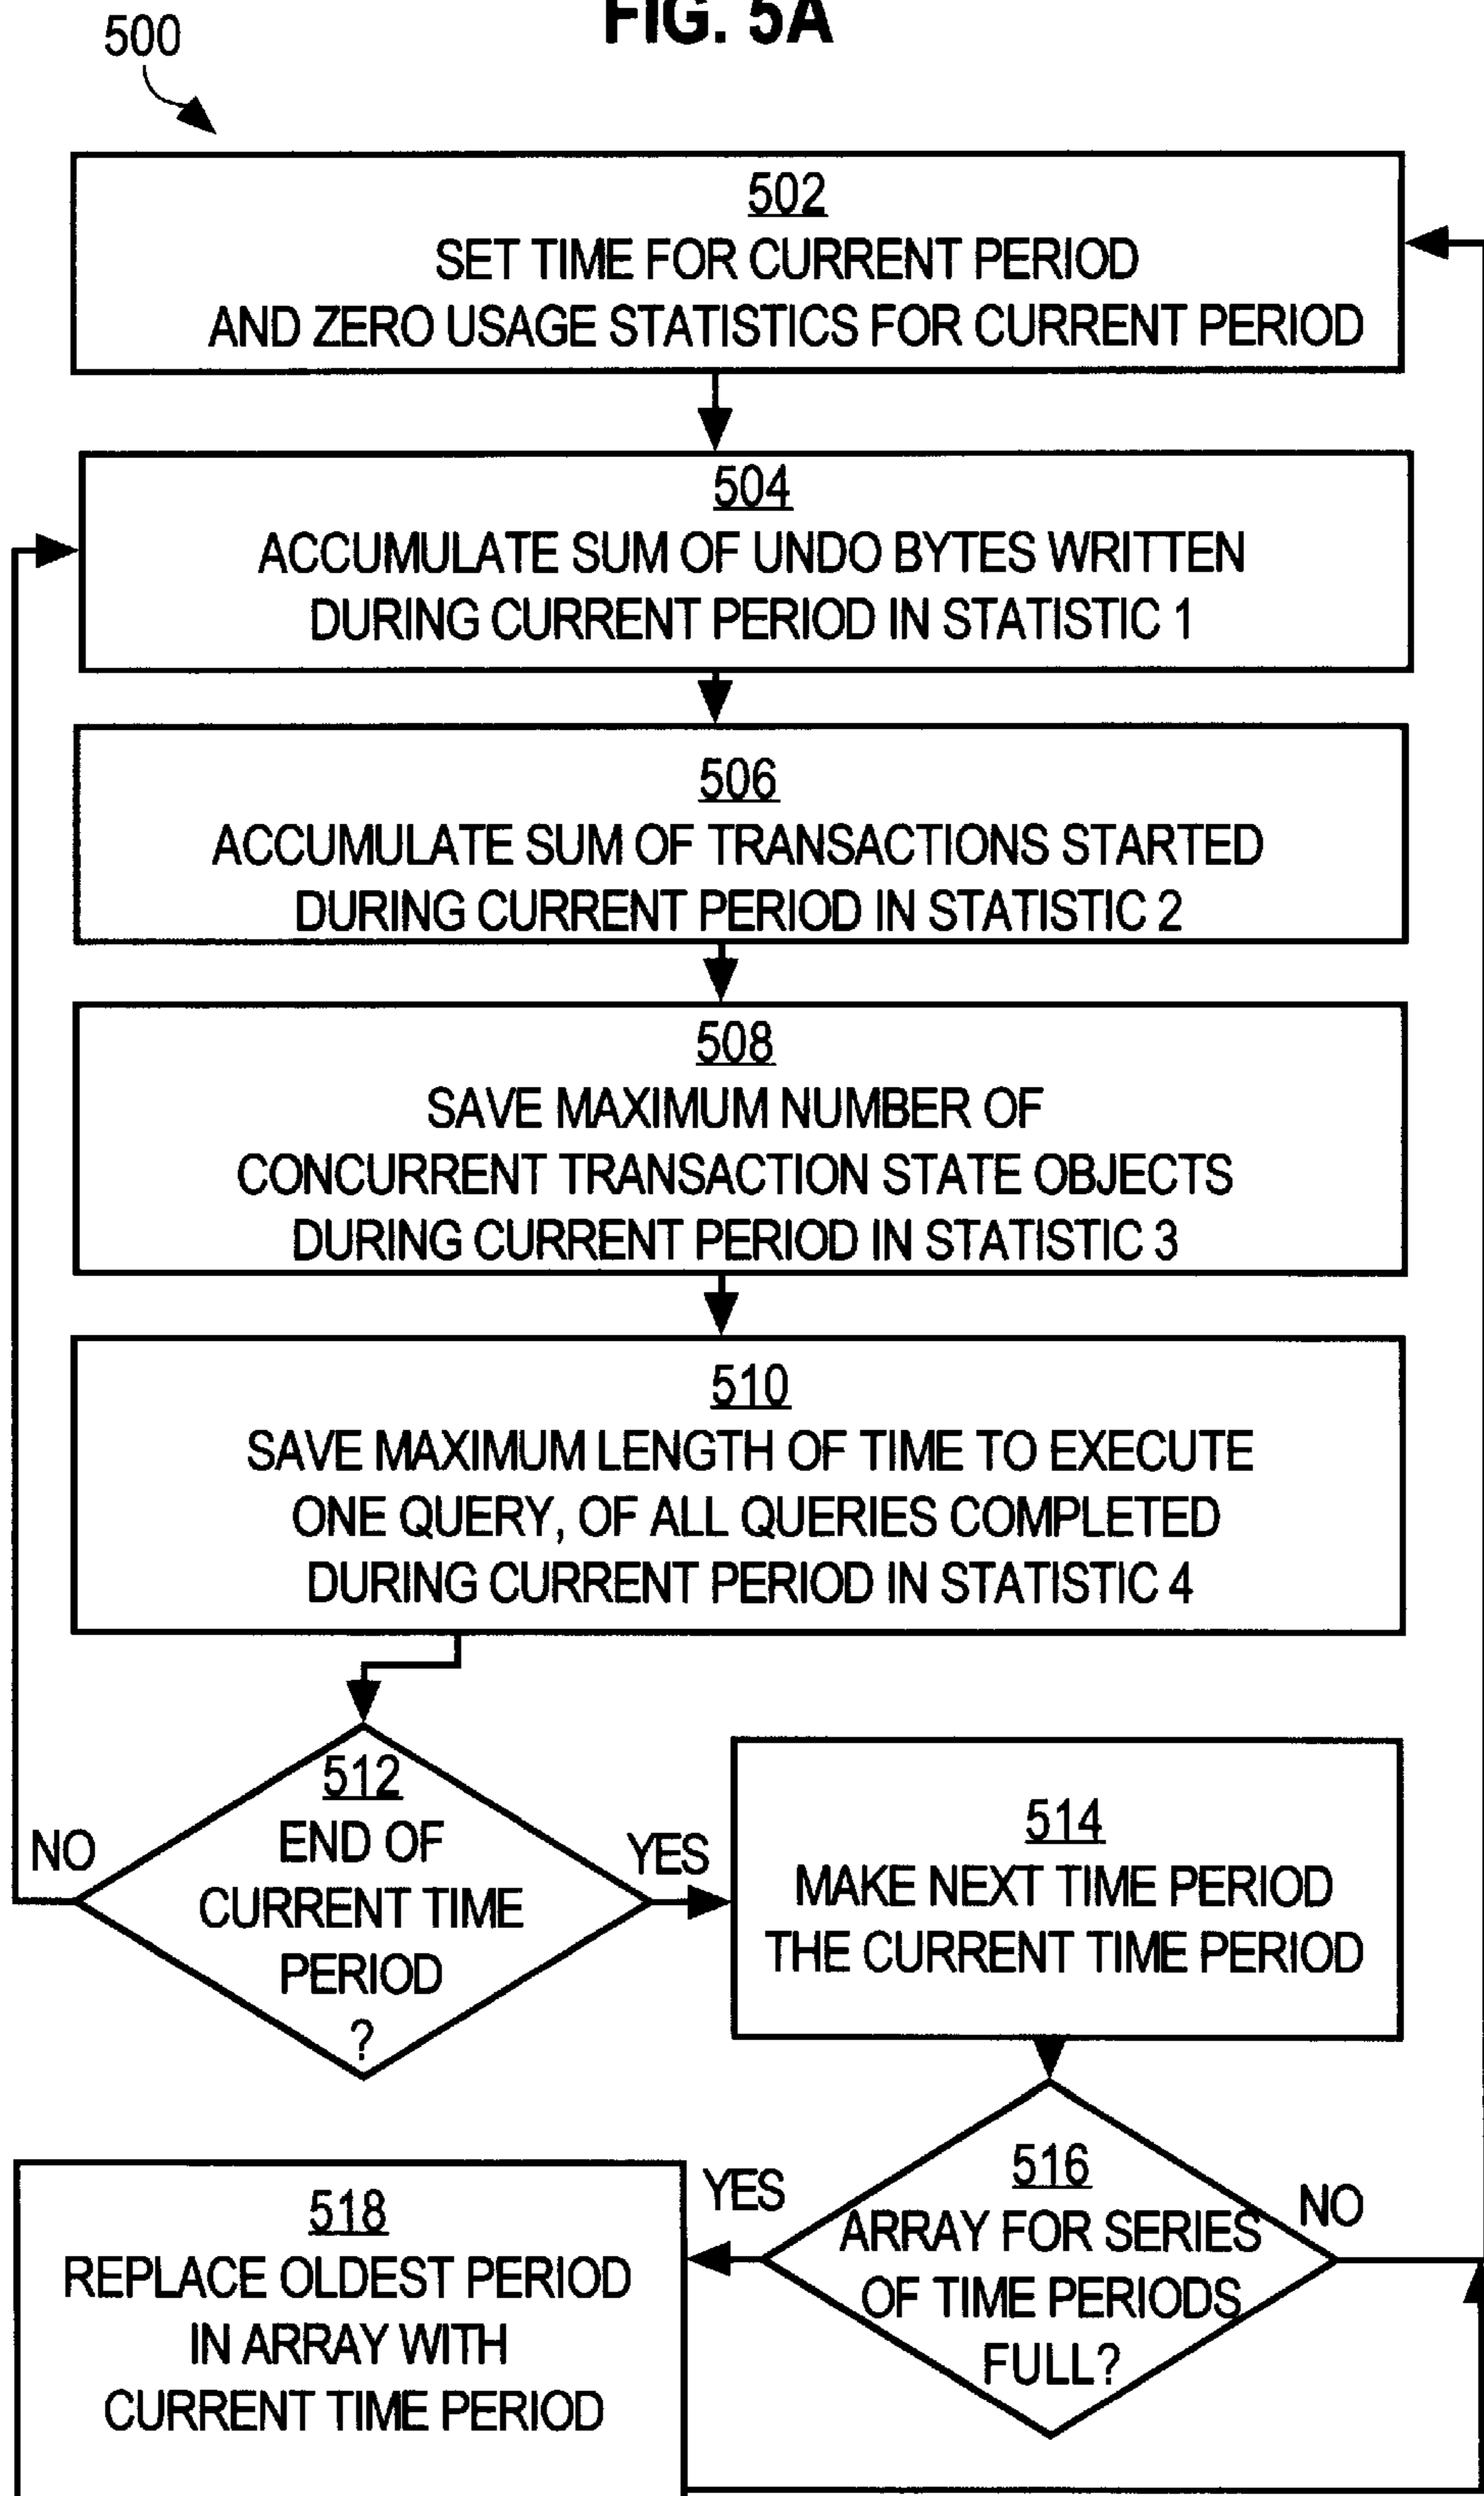 FIG. 5A
500
502
SET TIME FOR CURRENT PERIOD
AND ZERO USAGE STATISTICS FOR CURRENT PERIOD
504
ACCUMULATE SUM OF UNDO BYTES WRITTEN
DURING CURRENT PERIOD IN STATISTIC 1
506
ACCUMULATE SUM OF TRANSACTIONS STARTED
DURING CURRENT PERIOD IN STATISTIC 2
508
SAVE MAXIMUM NUMBER OF
CONCURRENT TRANSACTION STATE OBJECTS
DURING CURRENT PERIOD IN STATISTIC 3
510
SAVE MAXIMUM LENGTH OF TIME TO EXECUTE
ONE QUERY, OF ALL QUERIES COMPLETED
DURING CURRENT PERIOD IN STATISTIC 4
512
END OF
CURRENT TIME
PERIOD
?
NO
YES
514
MAKE NEXT TIME PERIOD
THE CURRENT TIME PERIOD
516
ARRAY FOR SERIES
OF TIME PERIODS
FULL?
YES
NO
518
REPLACE OLDEST PERIOD
IN ARRAY WITH
CURRENT TIME PERIOD